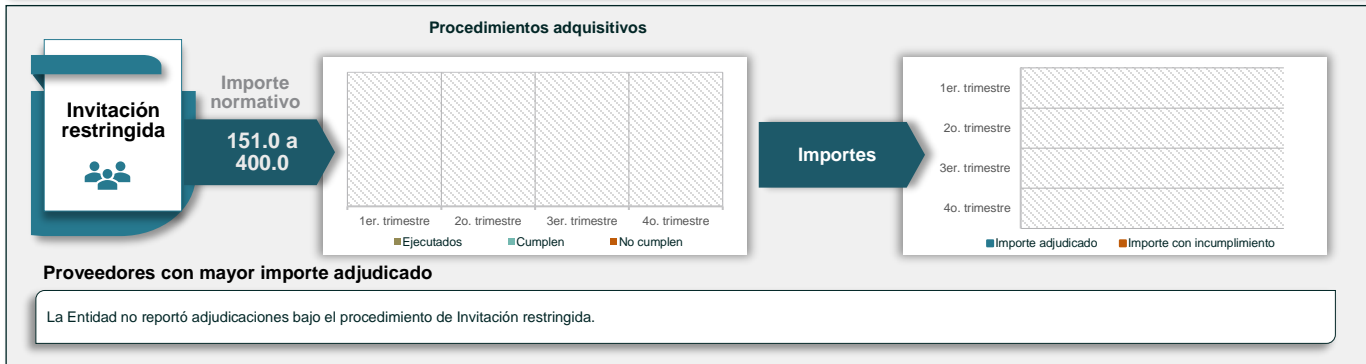 Procedimientos adquisitivos
Invitación
restringida
Importe
normativo
151.0 a
400.0
1er. trimestre
2o. trimestre
3er. trimestre
4o. trimestre
Ejecutados
Cumplen
No cumplen
Importes
1er. trimestre
2o. trimestre
3er. trimestre
4o. trimestre
Importe adjudicado
Importe con incumplimiento
Proveedores con mayor importe adjudicado
La Entidad no reportó adjudicaciones bajo el procedimiento de Invitación restringida.